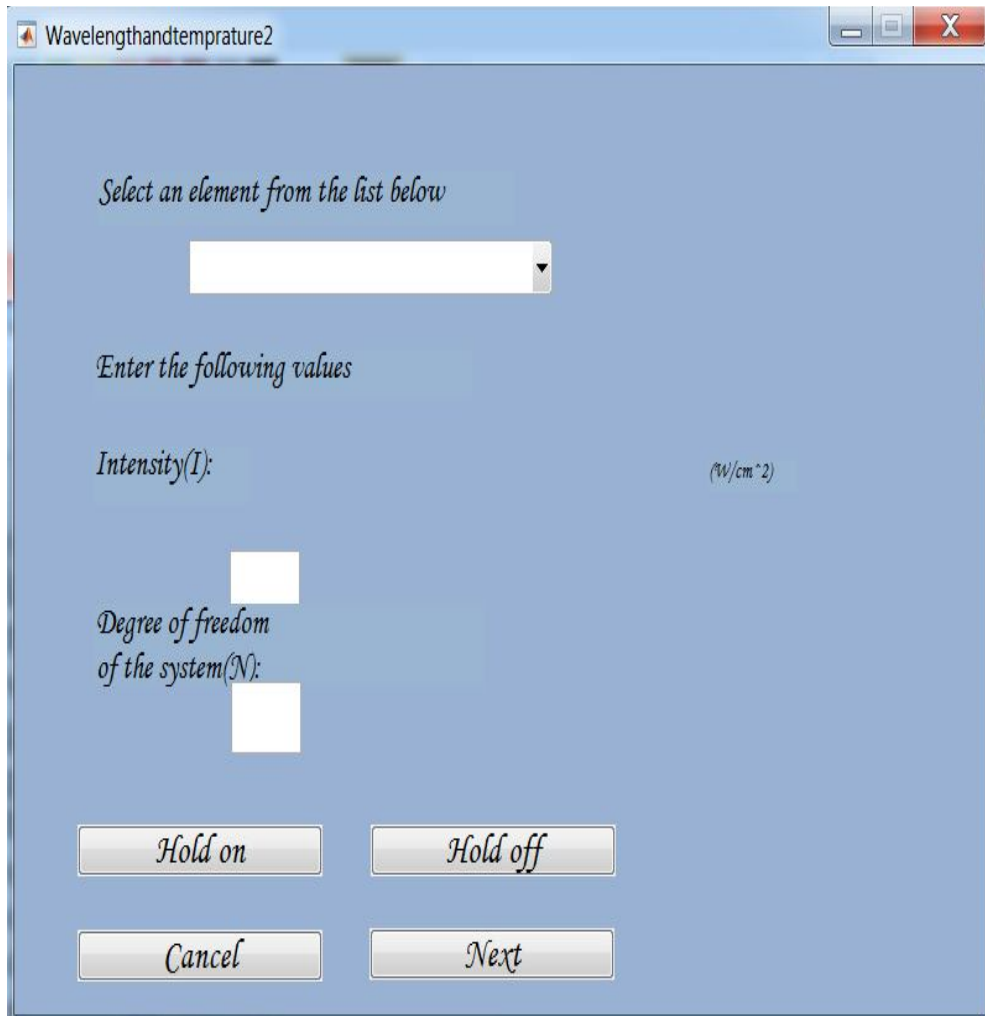 Wavelengthandtemprature2
Select an element from the list below
Enter the following values
Intensity(I):
(W/cm^2)
Degree of freedom
of the system(N):
Hold on
Hold off
Cancel
Next